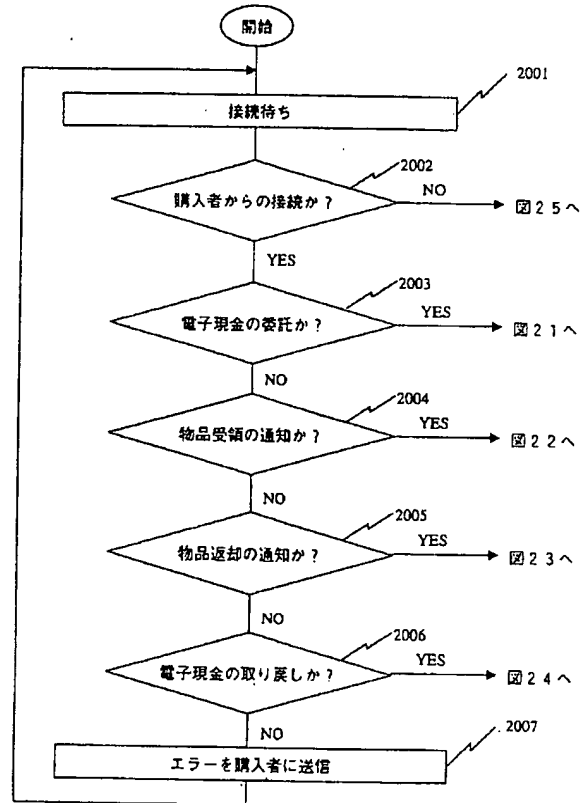 開始
2001
接続待ち
2002
購入者からの接続か?
NO
図25へ
YES
2003
電子現金の委託か?
YES
図21へ
NO
2004
物品受領の通知か?
YES
図22へ
NO
2005
物品返却の通知か?
YES
図23へ
NO
2006
電子現金の取り戻しか?
YES
図24へ
NO
2007
エラーを購入者に送信